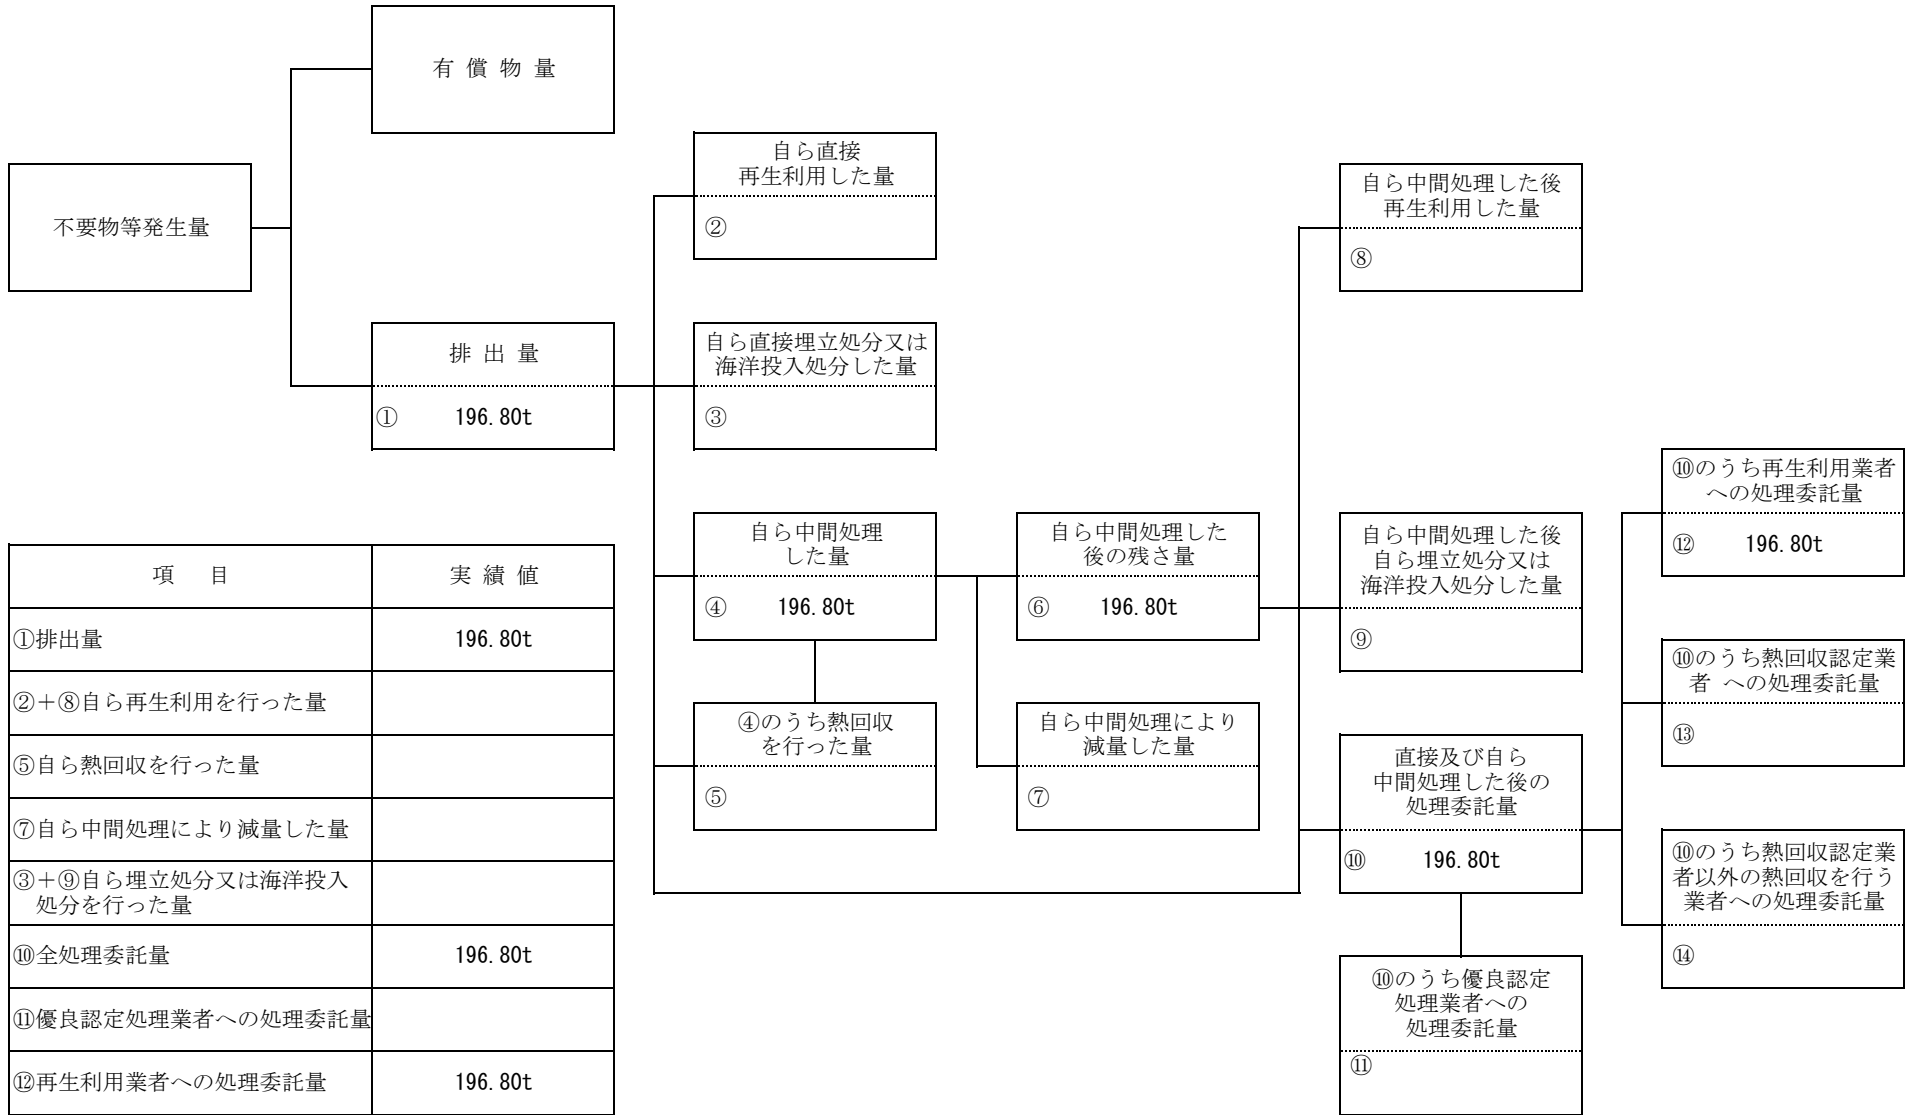 有 償 物 量
不要物等発生量
排 出 量
① 196.80t
自ら直接
再生利用した量
②
自ら直接埋立処分又は
海洋投入処分した量
③
自ら中間処理
した量
④ 196.80t
④のうち熱回収
を行った量
⑤
自ら中間処理した
後の残さ量
⑥ 196.80t
自ら中間処理により
減量した量
⑦
自ら中間処理した後
再生利用した量
⑧
自ら中間処理した後
自ら埋立処分又は
海洋投入処分した量
⑨
直接及び自ら
中間処理した後の
処理委託量
⑩ 196.80t
⑩のうち優良認定
処理業者への
処理委託量
⑪
⑩のうち再生利用業者
への処理委託量
⑫ 196.80t
⑩のうち熱回収認定業
者 への処理委託量
⑬
⑩のうち熱回収認定業
者以外の熱回収を行う
業者への処理委託量
⑭
項 目 実 績 値
①排出量 196.80t
②＋⑧自ら再生利用を行った量
⑤自ら熱回収を行った量
⑦自ら中間処理により減量した量
③＋⑨自ら埋立処分又は海洋投入
処分を行った量
⑩全処理委託量 196.80t
⑪優良認定処理業者への処理委託量
⑫再生利用業者への処理委託量 196.80t